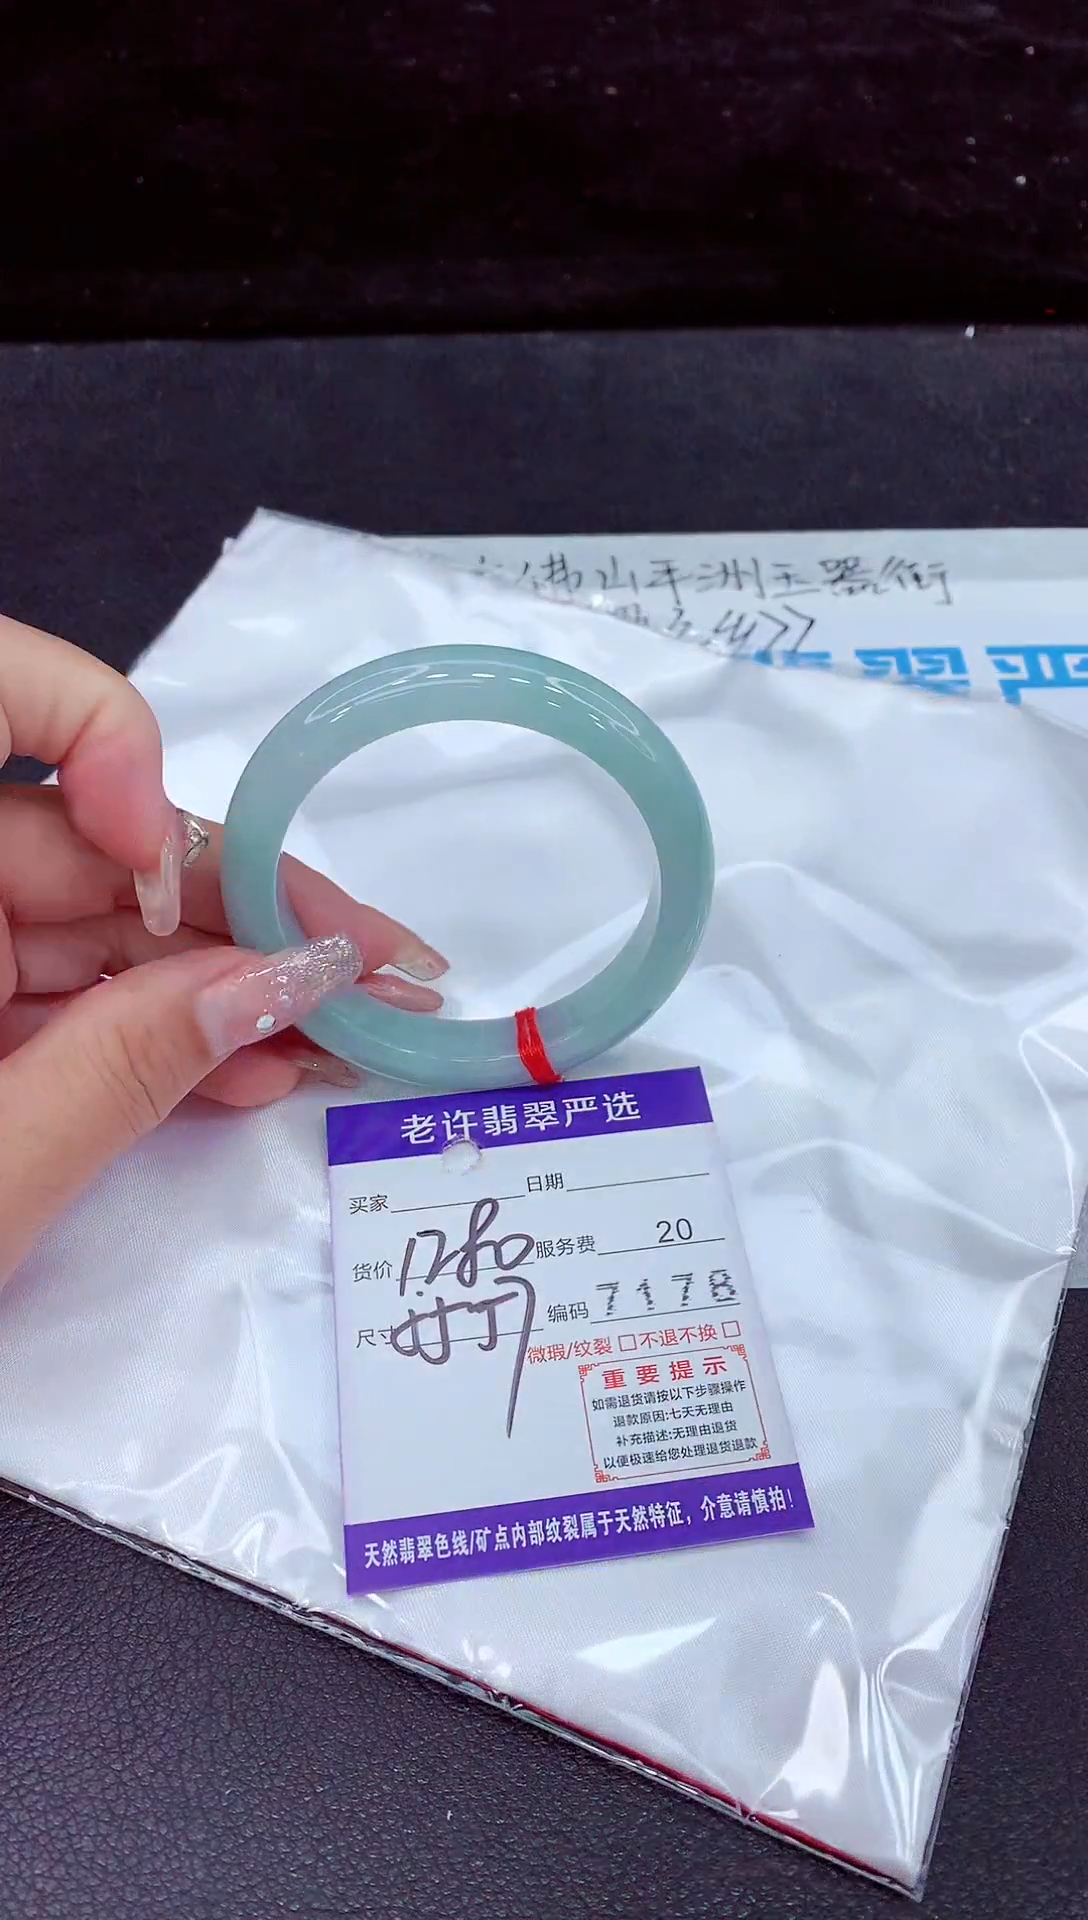 佛山平洲玉器街
翡翠严
老许翡翠严选
买家 日期
货价 1280 服务费 20
尺寸 编码 7178
微瑕/纹裂 □不退不换 □
重要提示
如需退货请按以下步骤操作
退款原因:七天无理由
补充描述:无理由退货
以便极速给您处理退货退款
天然翡翠色线/矿点内部纹裂属于天然特征，介意请慎拍！